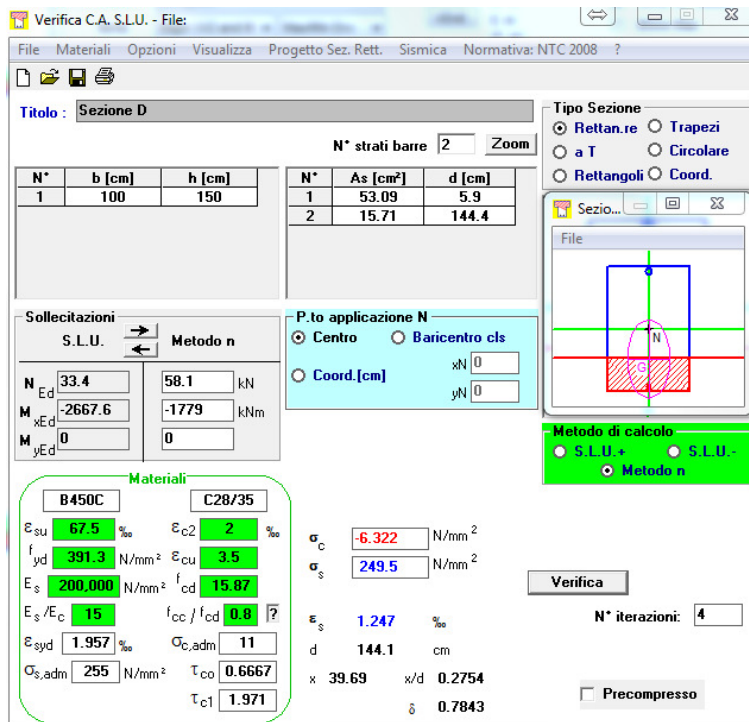 Verifica C.A. S.L.U. - File:
File Materiali Opzioni Visualizza Progetto Sez. Rett. Sismica Normativa: NTC 2008 ?
Titolo : Sezione D
N° strati barre 2 Zoom
N° b [cm] h [cm]
1 100 150
N° As [cm²] d [cm]
1 53.09 5.9
2 15.71 144.4
Tipo Sezione
Rettan.re Trapezi
a T Circolare
Rettangoli Coord.
Sezio...
File
N
G
Sollecitazioni
S.L.U. Metodo n
N Ed 33.4 58.1 kN
M xEd -2667.6 -1779 kNm
M yEd 0 0
P.to applicazione N
Centro Baricentro cls
Coord.[cm] xN 0
yN 0
Metodo di calcolo
S.L.U.+ S.L.U.-
Metodo n
Materiali
B450C C28/35
εsu 67.5 ‰ εc2 2 ‰
fyd 391.3 N/mm² εcu 3.5
Es 200,000 N/mm² fcd 15.87
Es/Ec 15 fcc / fcd 0.8 ?
εsyd 1.957 ‰ σc,adm 11
σs,adm 255 N/mm² τco 0.6667
τc1 1.971
σc -6.322 N/mm²
σs 249.5 N/mm²
εs 1.247 ‰
d 144.1 cm
x 39.69 x/d 0.2754
δ 0.7843
Verifica
N° iterazioni: 4
Precompresso